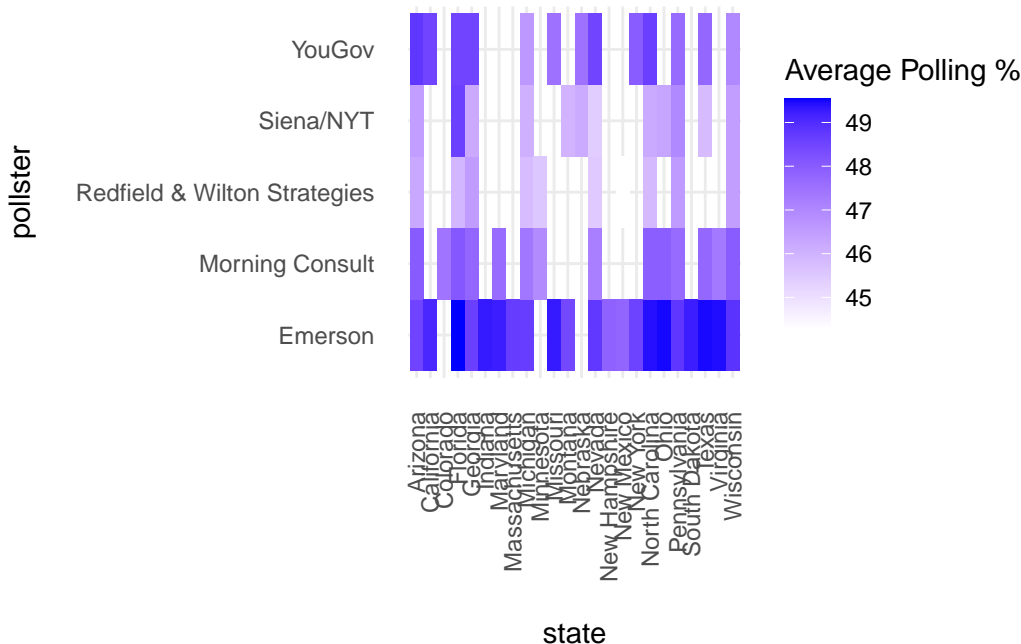 YouGov
Siena/NYT
Redfield & Wilton Strategies
Morning Consult
Emerson
pollster
Average Polling %
49
48
47
46
45
Arizona
California
Colorado
Florida
Georgia
Indiana
Maryland
Massachusetts
Michigan
Minnesota
Missouri
Montana
Nebraska
Nevada
New Hampshire
New Mexico
New York
North Carolina
Ohio
Pennsylvania
South Dakota
Texas
Virginia
Wisconsin
state